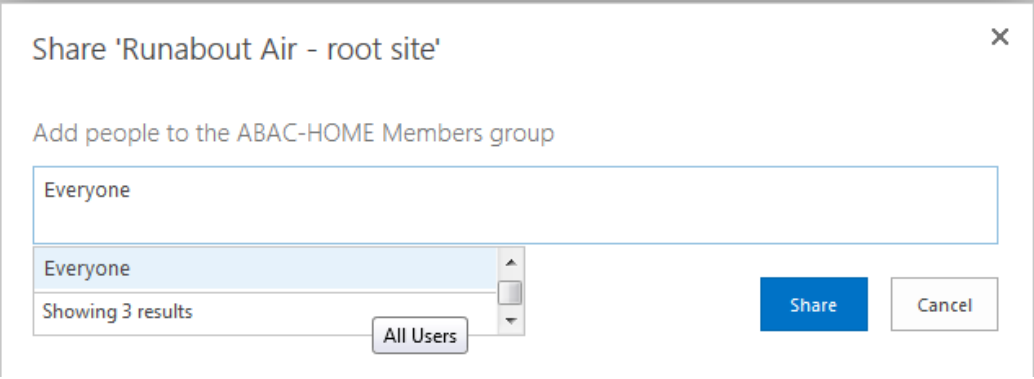 Share 'Runabout Air - root site'
Add people to the ABAC-HOME Members group
Everyone
Everyone
Showing 3 results
All Users
Share
Cancel